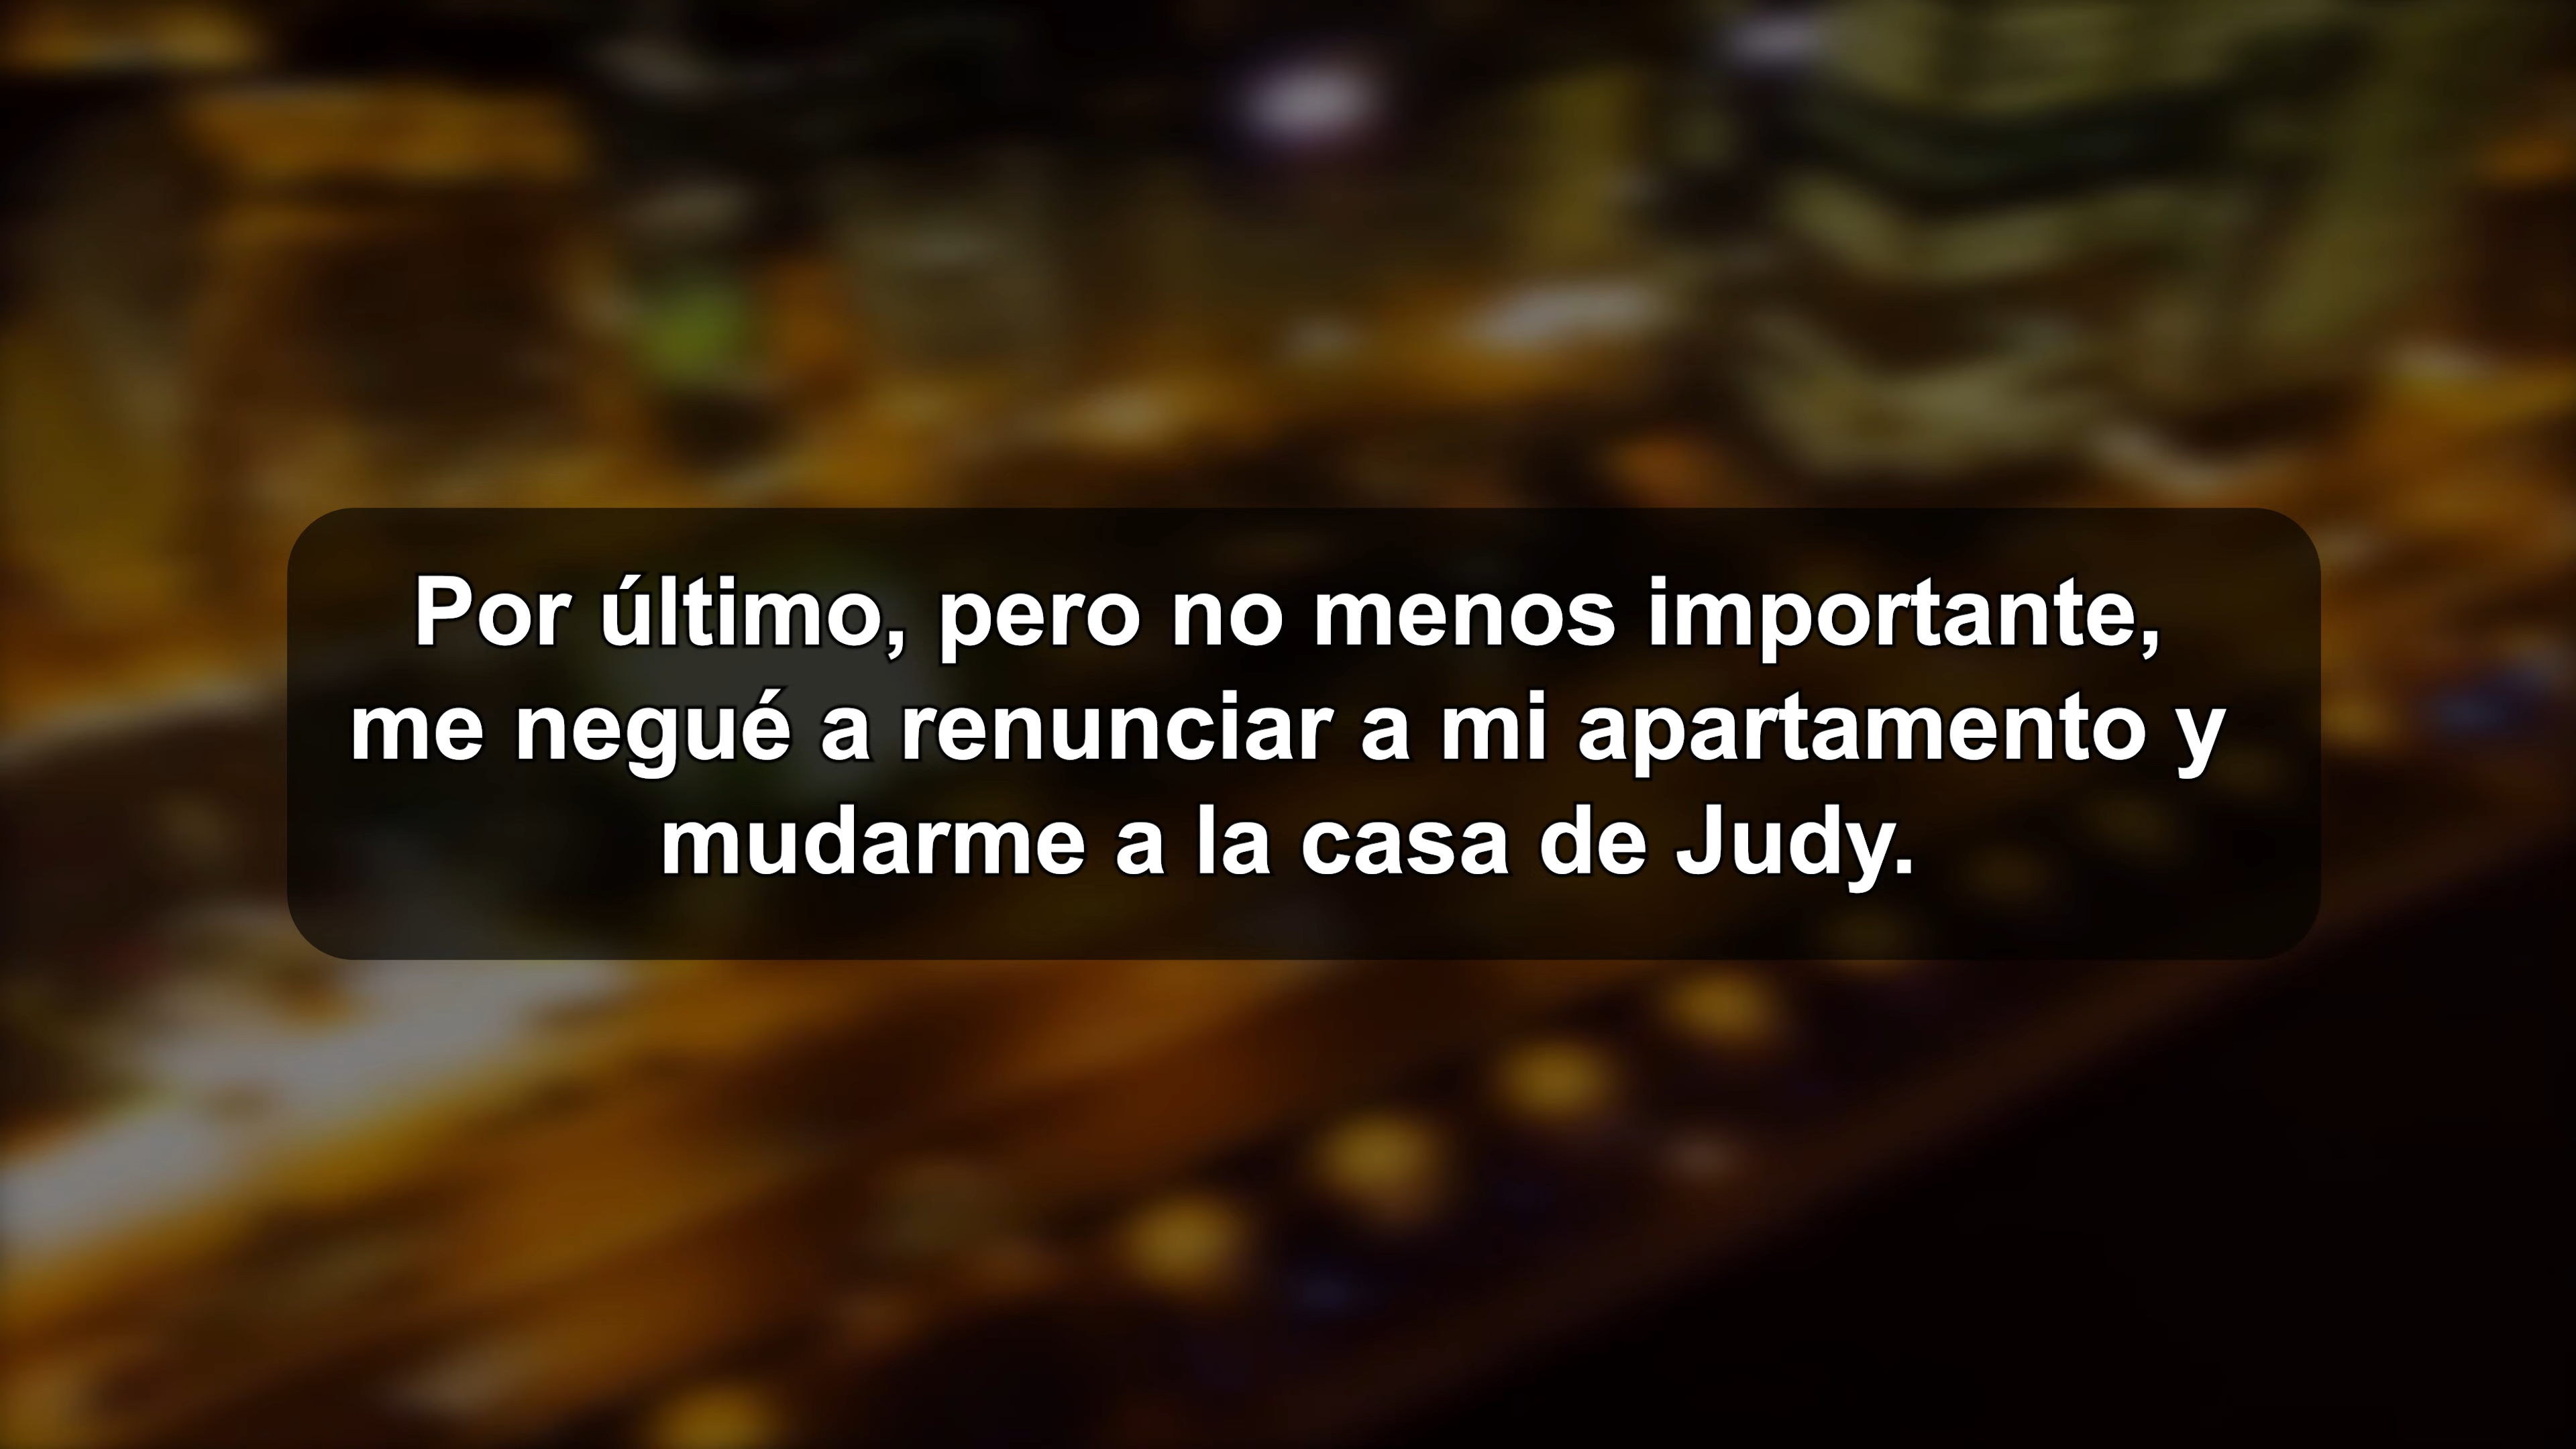 Por último, pero no menos importante,
me negué a renunciar a mi apartamento y
mudarme a la casa de Judy.